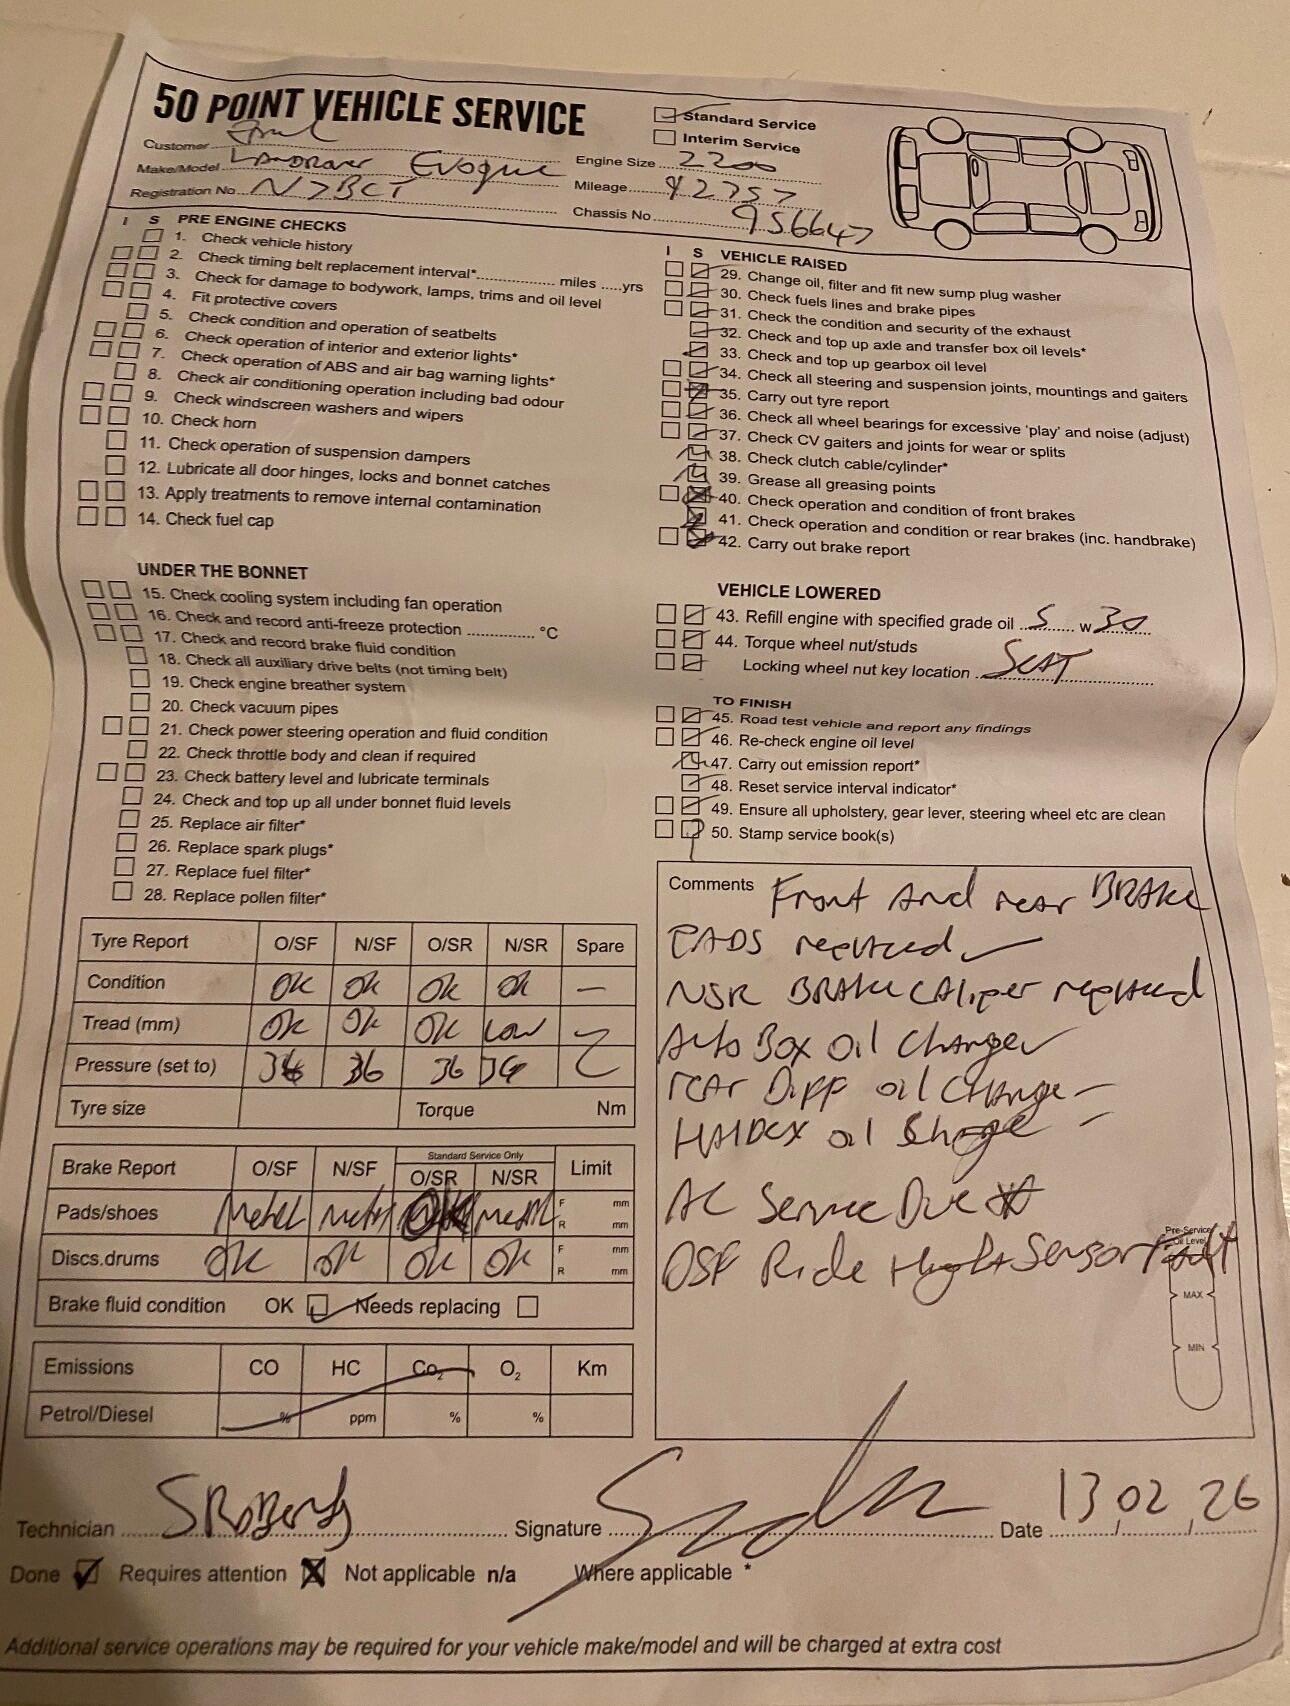 50 POINT VEHICLE SERVICE
Standard Service
Interim Service
Customer
Make/Model Landrover Evoque
Registration No. N7BCT
Engine Size 2200
Mileage 92757
Chassis No. 956647
I S PRE ENGINE CHECKS
1. Check vehicle history
2. Check timing belt replacement interval* miles yrs
3. Check for damage to bodywork, lamps, trims and oil level
4. Fit protective covers
5. Check condition and operation of seatbelts
6. Check operation of interior and exterior lights*
7. Check operation of ABS and air bag warning lights*
8. Check air conditioning operation including bad odour
9. Check windscreen washers and wipers
10. Check horn
11. Check operation of suspension dampers
12. Lubricate all door hinges, locks and bonnet catches
13. Apply treatments to remove internal contamination
14. Check fuel cap
UNDER THE BONNET
15. Check cooling system including fan operation
16. Check and record anti-freeze protection °C
17. Check and record brake fluid condition
18. Check all auxiliary drive belts (not timing belt)
19. Check engine breather system
20. Check vacuum pipes
21. Check power steering operation and fluid condition
22. Check throttle body and clean if required
23. Check battery level and lubricate terminals
24. Check and top up all under bonnet fluid levels
25. Replace air filter*
26. Replace spark plugs*
27. Replace fuel filter*
28. Replace pollen filter*
I S VEHICLE RAISED
29. Change oil, filter and fit new sump plug washer
30. Check fuels lines and brake pipes
31. Check the condition and security of the exhaust
32. Check and top up axle and transfer box oil levels*
33. Check and top up gearbox oil level
34. Check all steering and suspension joints, mountings and gaiters
35. Carry out tyre report
36. Check all wheel bearings for excessive 'play' and noise (adjust)
37. Check CV gaiters and joints for wear or splits
38. Check clutch cable/cylinder*
39. Grease all greasing points
40. Check operation and condition of front brakes
41. Check operation and condition or rear brakes (inc. handbrake)
42. Carry out brake report
VEHICLE LOWERED
43. Refill engine with specified grade oil 5 w 30
44. Torque wheel nut/studs
Locking wheel nut key location SEAT
TO FINISH
45. Road test vehicle and report any findings
46. Re-check engine oil level
47. Carry out emission report*
48. Reset service interval indicator*
49. Ensure all upholstery, gear lever, steering wheel etc are clean
50. Stamp service book(s)
Tyre Report O/SF N/SF O/SR N/SR Spare
Condition OK OK OK OK —
Tread (mm) OK OK OK Low
Pressure (set to) 36 36 36
Tyre size Torque Nm
Brake Report O/SF N/SF Standard Service Only O/SR N/SR Limit
Pads/shoes Metel OK F mm R mm
Discs.drums OK OK OK OK F mm R mm
Brake fluid condition OK Needs replacing
Emissions CO HC Co2 O2 Km
Petrol/Diesel % ppm % %
Comments Front And rear BRAKE
PADS replaced
NSR BRAKE CAliper replaced
Auto Box Oil Change
rear Diff oil Change
HAlDex oil Change
AC Service Due
OSF Ride Hight Sensor Fault
Pre-Service
Oil Level
MAX
MIN
Technician S Roberts Signature Date 13,02,26
Done Requires attention Not applicable n/a Where applicable *
Additional service operations may be required for your vehicle make/model and will be charged at extra cost